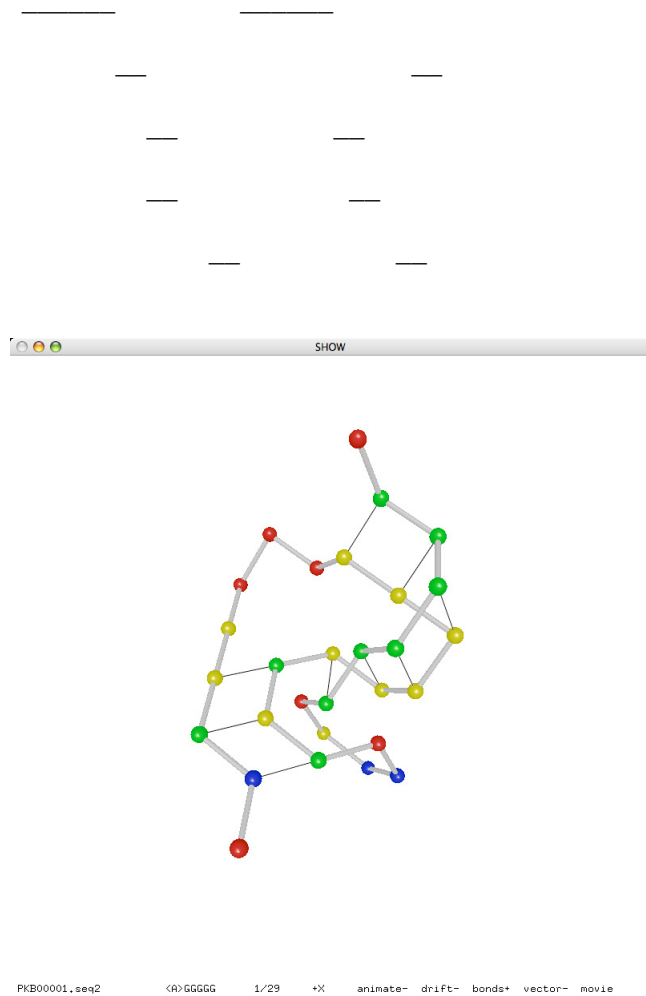 SHOW
PKB00001.seq2 <A>GGGGG 1/29 +X animate- drift- bonds+ vector- movie